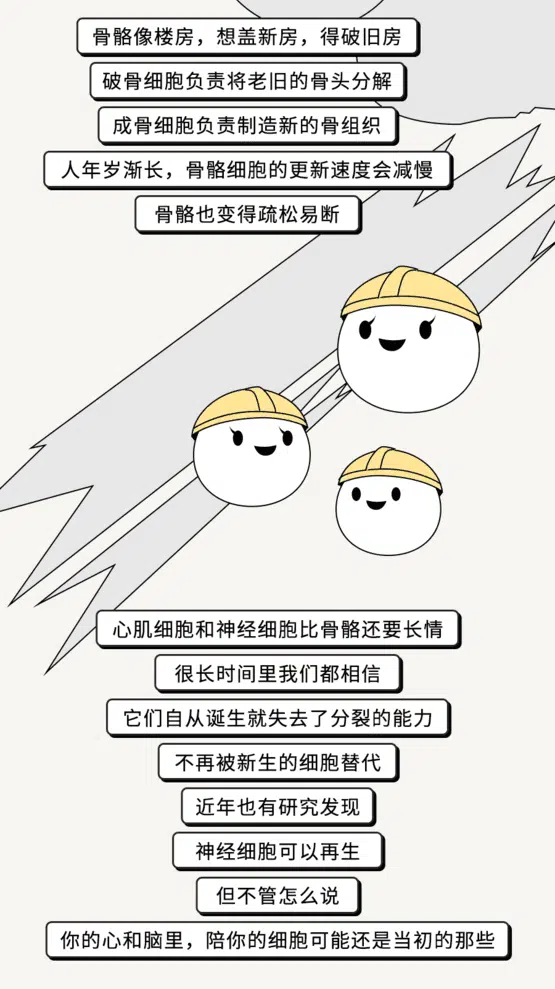 骨骼像楼房，想盖新房，得破旧房
破骨细胞负责将老旧的骨头分解
成骨细胞负责制造新的骨组织
人年岁渐长，骨骼细胞的更新速度会减慢
骨骼也变得疏松易断
心肌细胞和神经细胞比骨骼还要长情
很长时间里我们都相信
它们自从诞生就失去了分裂的能力
不再被新生的细胞替代
近年也有研究发现
神经细胞可以再生
但不管怎么说
你的心和脑里，陪你的细胞可能还是当初的那些